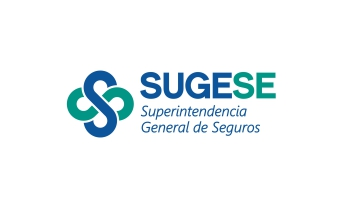 SUGESE
Superintendencia
General de Seguros